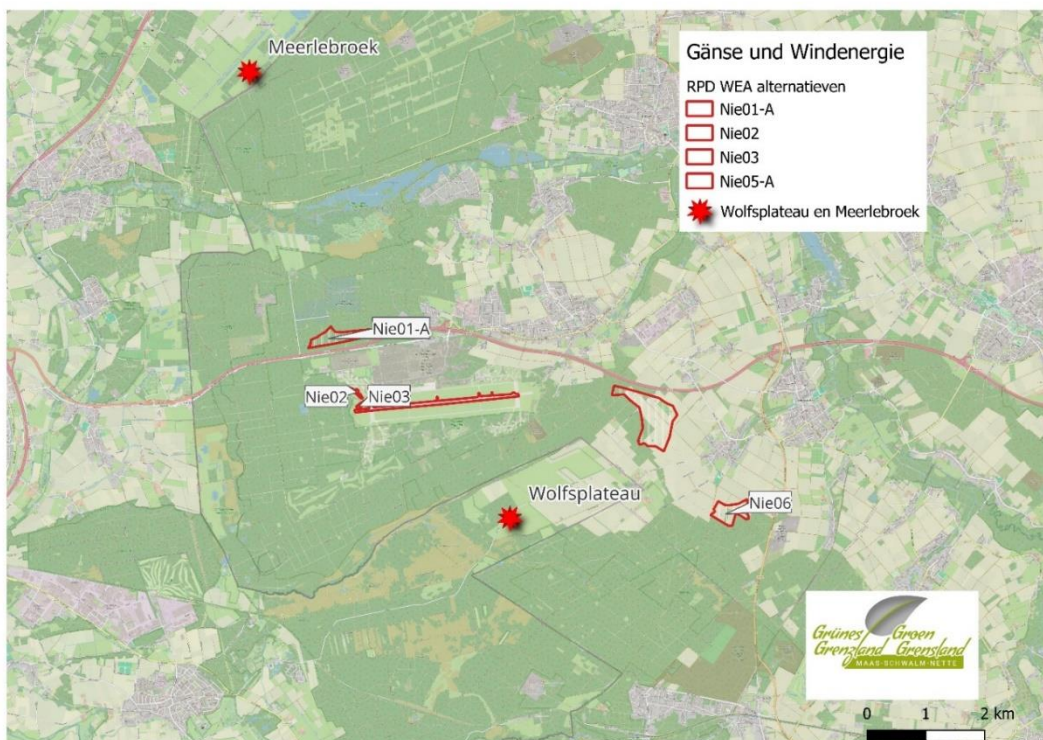 Meerlebroek
Gänse und Windenergie
RPD WEA alternatieven
Nie01-A
Nie02
Nie03
Nie05-A
Wolfsplateau en Meerlebroek
Nie01-A
Nie02
Nie03
Wolfsplateau
Nie06
Grünes Groen
Grenzland Grensland
MAAS-SCHWALM-NETTE
0 1 2 km